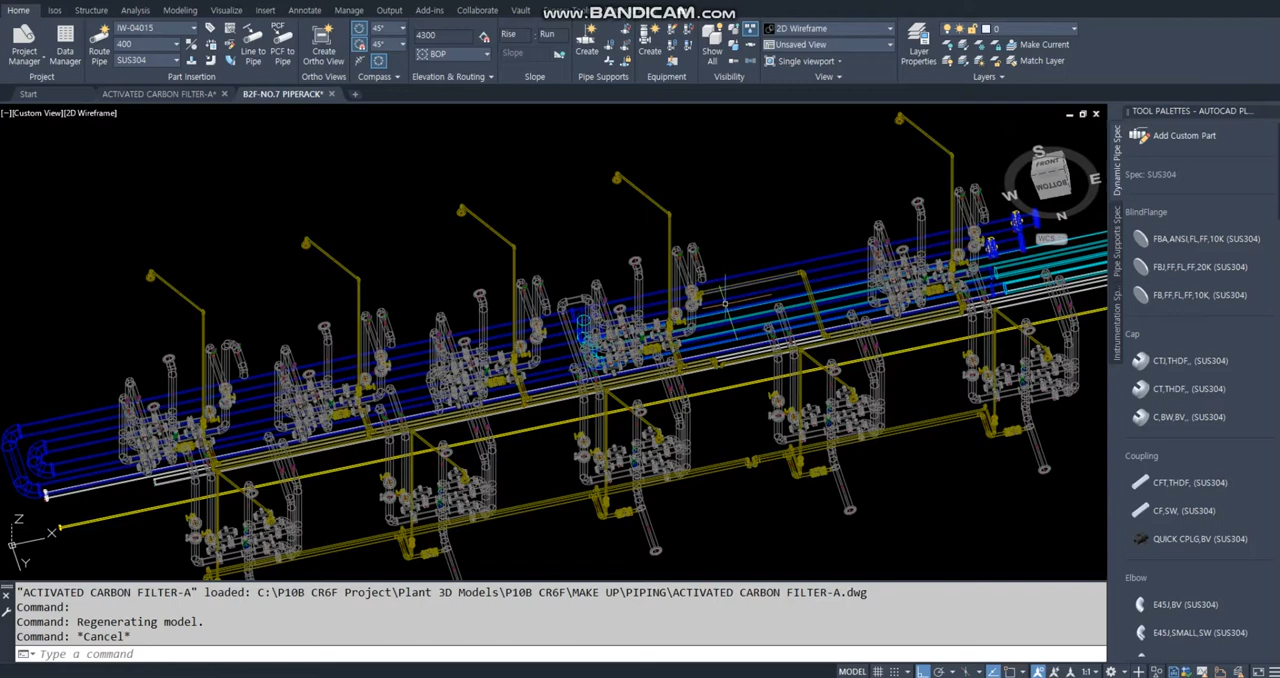 www.BANDICAM.com
Home Isos Structure Analysis Modeling Visualize Insert Annotate Manage Output Add-ins Collaborate Vault
Project Manager
Data Manager
Project
Route Pipe
IW-04015
400
SUS304
Line to Pipe
PCF to Pipe
Part Insertion
Create Ortho View
Ortho Views
45°
45°
Compass
4300
BOP
Elevation & Routing
Rise Run
Slope
Slope
Create
Pipe Supports
Create
Equipment
Show All
Visibility
2D Wireframe
Unsaved View
Single viewport
View
Layer Properties
0
Make Current
Match Layer
Layers
Start ACTIVATED CARBON FILTER-A* B2F-NO.7 PIPERACK*
[−][Custom View][2D Wireframe]
S
FRONT
BOTTOM
W
E
N
WCS
Z
X
Y
TOOL PALETTES - AUTOCAD PL...
Dynamic Pipe Spec
Pipe Supports Spec
Instrumentation Sp...
Add Custom Part
Spec: SUS304
BlindFlange
FBA,ANSI,FL,FF,10K (SUS304)
FBJ,FF,FL,FF,20K (SUS304)
FB,FF,FL,FF,10K, (SUS304)
Cap
CTJ,THDF,, (SUS304)
CT,THDF,, (SUS304)
C,BW,BV,, (SUS304)
Coupling
CFT,THDF, (SUS304)
CF,SW, (SUS304)
QUICK CPLG,BV (SUS304)
Elbow
E45J,BV (SUS304)
E45J,SMALL,SW (SUS304)
"ACTIVATED CARBON FILTER-A" loaded: C:\P10B CR6F Project\Plant 3D Models\P10B CR6F\MAKE UP\PIPING\ACTIVATED CARBON FILTER-A.dwg
Command:
Command: Regenerating model.
Command: *Cancel*
Type a command
MODEL
1:1